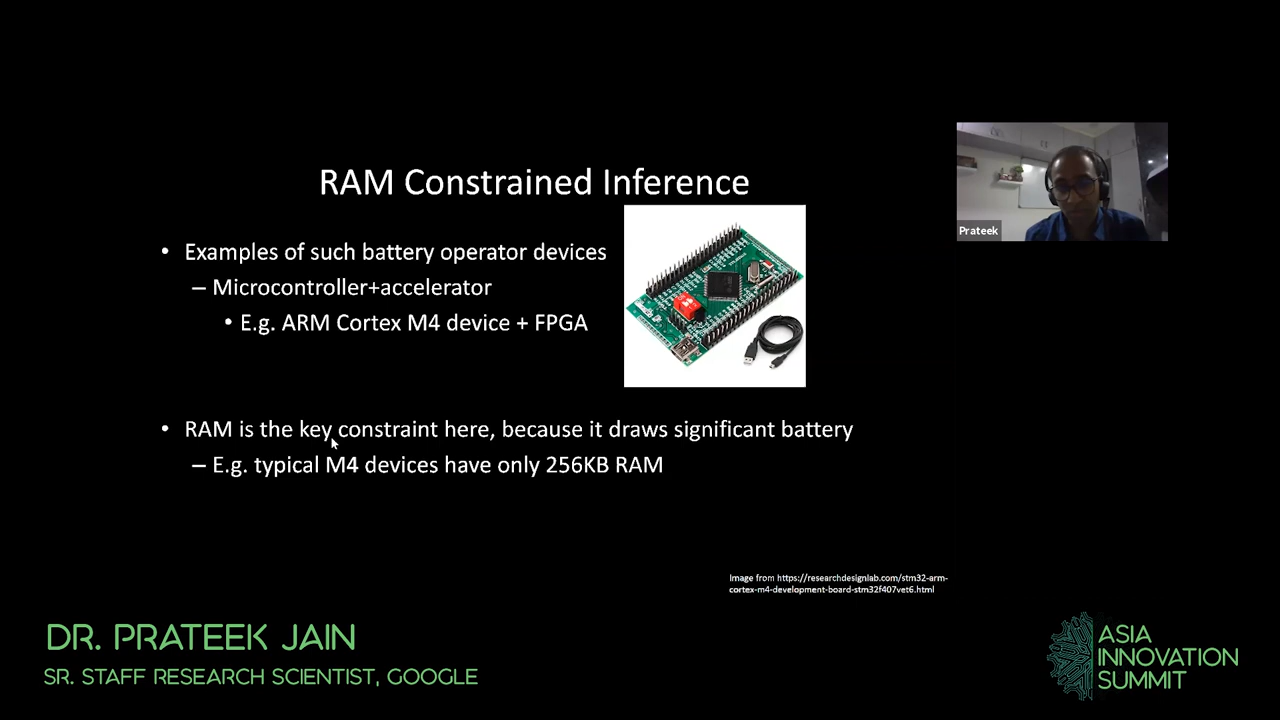 RAM Constrained Inference
• Examples of such battery operator devices
– Microcontroller+accelerator
• E.g. ARM Cortex M4 device + FPGA
• RAM is the key constraint here, because it draws significant battery
– E.g. typical M4 devices have only 256KB RAM
Image from https://researchdesignlab.com/stm32-arm-
cortex-m4-development-board-stm32f407vet6.html
Prateek
DR. PRATEEK JAIN
SR. STAFF RESEARCH SCIENTIST, GOOGLE
ASIA
INNOVATION
SUMMIT